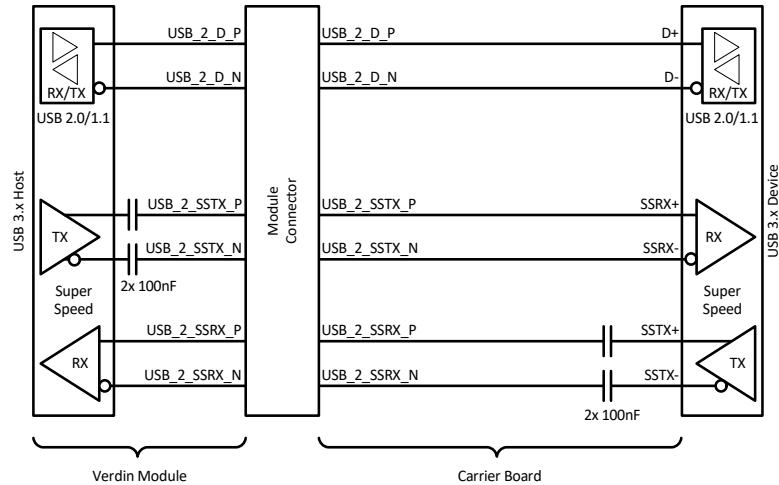 USB_2_D_P
USB_2_D_P
D+
USB_2_D_N
USB_2_D_N
D-
RX/TX
RX/TX
USB 2.0/1.1
USB 2.0/1.1
USB 3.x Host
Module
Connector
USB 3.x Device
USB_2_SSTX_P
USB_2_SSTX_P
SSRX+
TX
RX
USB_2_SSTX_N
USB_2_SSTX_N
SSRX-
2x 100nF
Super
Speed
Super
Speed
USB_2_SSRX_P
USB_2_SSRX_P
SSTX+
RX
TX
USB_2_SSRX_N
USB_2_SSRX_N
SSTX-
2x 100nF
Verdin Module
Carrier Board